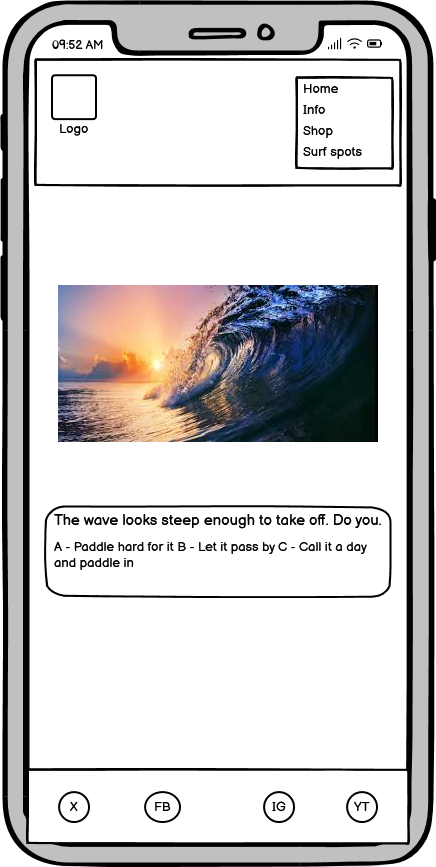 09:52 AM
Logo
Home
Info
Shop
Surf spots
The wave looks steep enough to take off. Do you.
A - Paddle hard for it B - Let it pass by C - Call it a day
and paddle in
X
FB
IG
YT